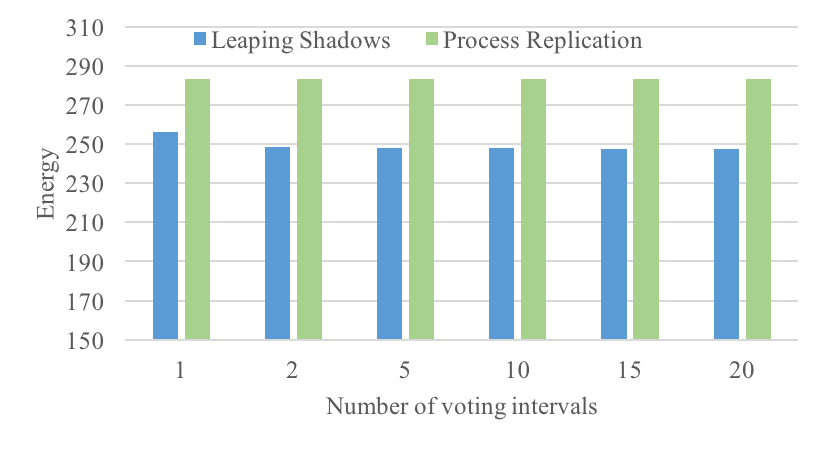 310
Leaping Shadows Process Replication
290
270
250
230
210
190
170
150
Energy
1 2 5 10 15 20
Number of voting intervals